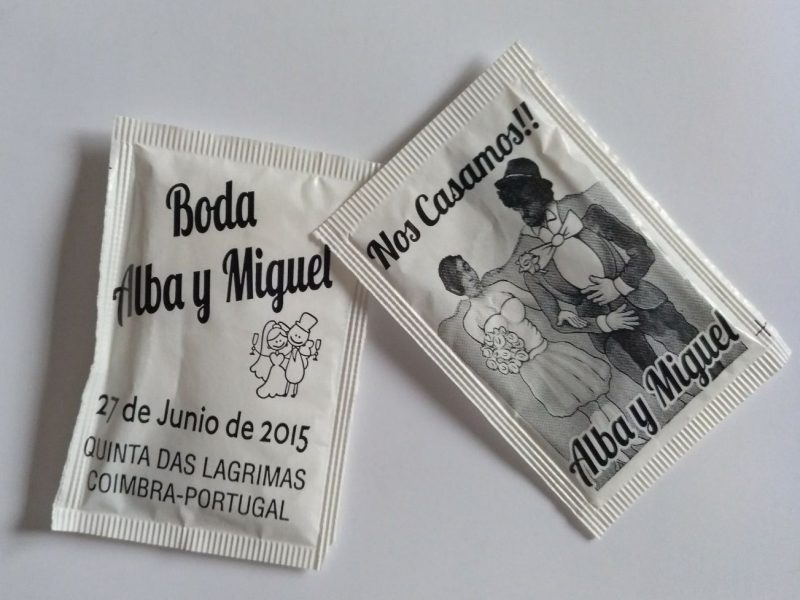 Boda
Alba y Miguel
27 de Junio de 2015
QUINTA DAS LAGRIMAS
COIMBRA-PORTUGAL
Nos Casamos!!
Alba y Miguel